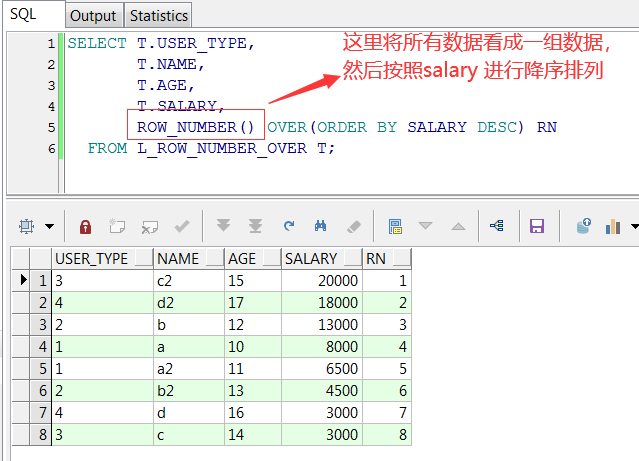 SQL Output Statistics
1 SELECT T.USER_TYPE,
2 T.NAME,
3 T.AGE,
4 T.SALARY,
5 ROW_NUMBER() OVER(ORDER BY SALARY DESC) RN
6 FROM L_ROW_NUMBER_OVER T;
这里将所有数据看成一组数据,
然后按照salary 进行降序排列
USER_TYPE NAME AGE SALARY RN
1 3 c2 15 20000 1
2 4 d2 17 18000 2
3 2 b 12 13000 3
4 1 a 10 8000 4
5 1 a2 11 6500 5
6 2 b2 13 4500 6
7 4 d 16 3000 7
8 3 c 14 3000 8